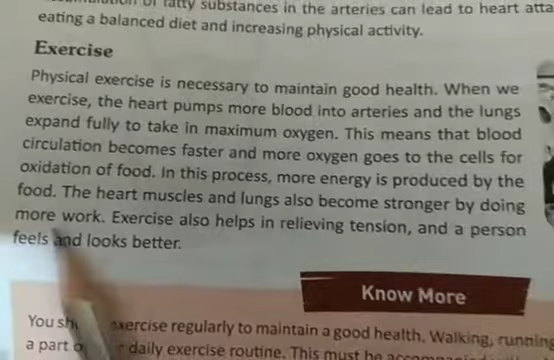 of fatty substances in the arteries can lead to heart atta
eating a balanced diet and increasing physical activity.
Exercise
Physical exercise is necessary to maintain good health. When we
exercise, the heart pumps more blood into arteries and the lungs
expand fully to take in maximum oxygen. This means that blood
circulation becomes faster and more oxygen goes to the cells for
oxidation of food. In this process, more energy is produced by the
food. The heart muscles and lungs also become stronger by doing
more work. Exercise also helps in relieving tension, and a person
feels and looks better.
Know More
You exercise regularly to maintain a good health. Walking, running
a part daily exercise routine. This must be